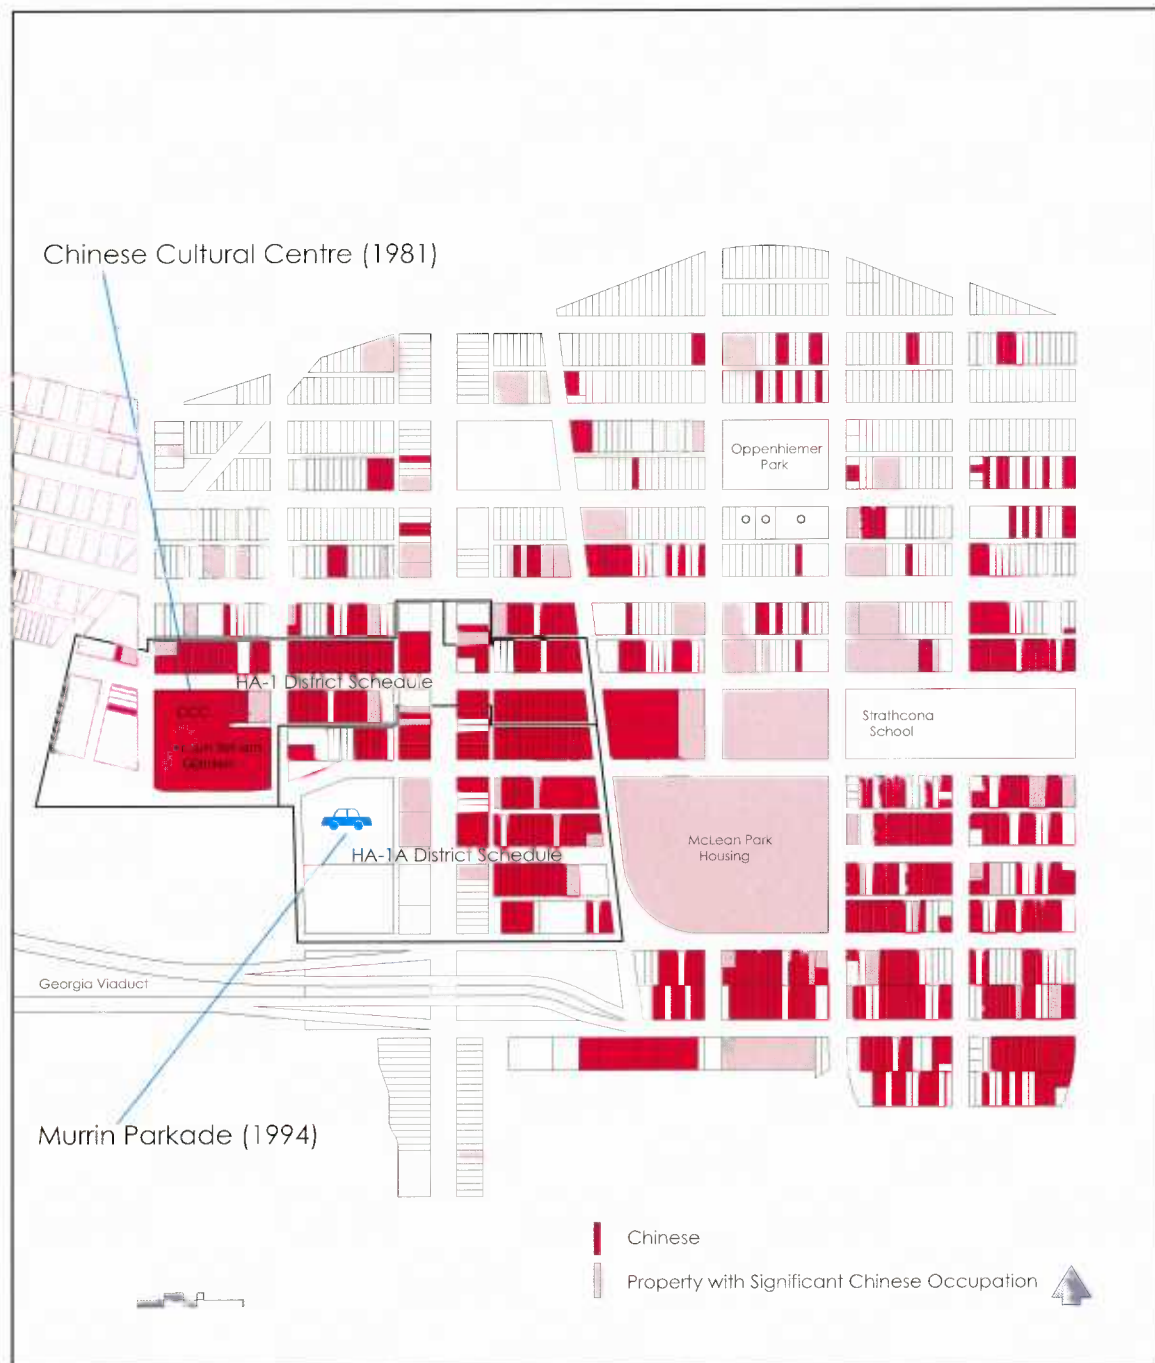 Chinese Cultural Centre (1981)
Oppenhiemer
Park
HA-1 District Schedule
CCC
Strathcona
School
McLean Park
Housing
HA-1A District Schedule
Georgia Viaduct
Murrin Parkade (1994)
Chinese
Property with Significant Chinese Occupation